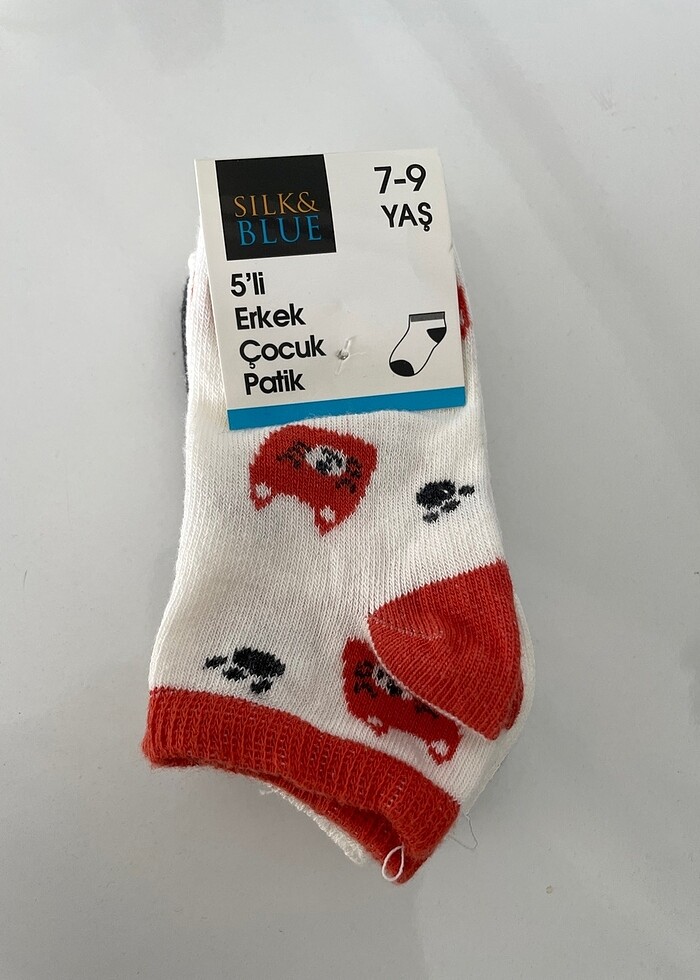 SILK&
BLUE
7-9
YAŞ
5'li
Erkek
Çocuk
Patik